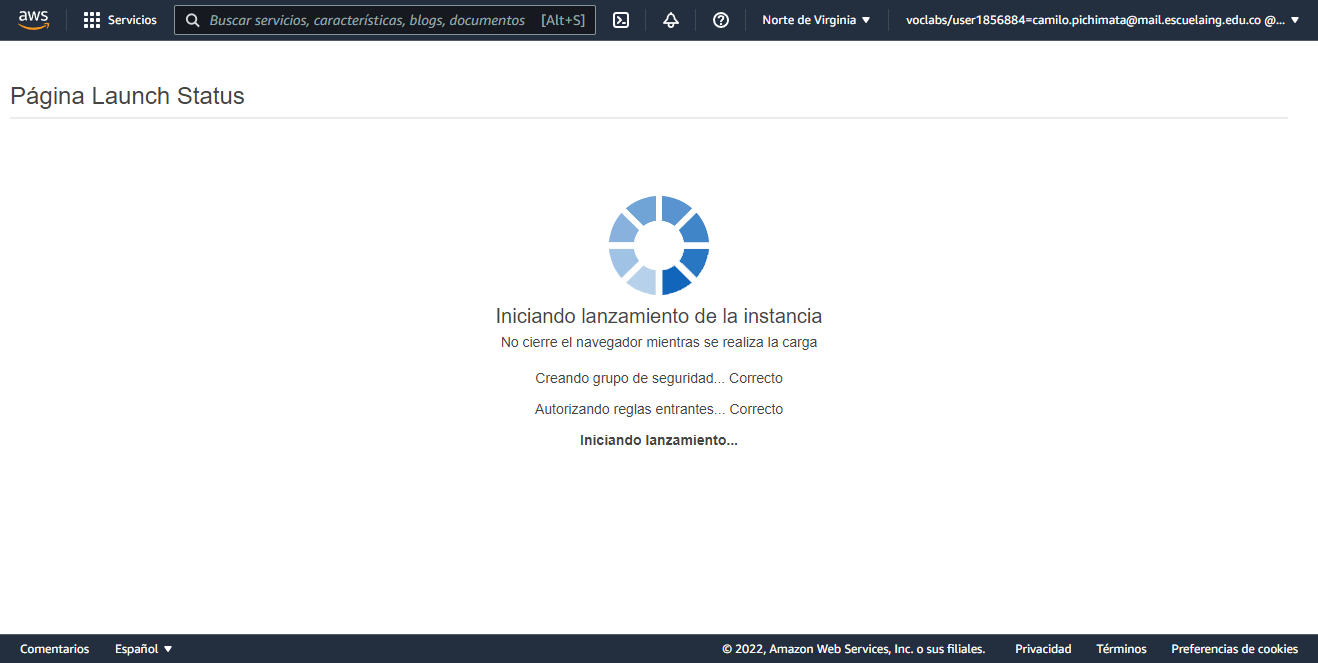 aws Servicios Buscar servicios, características, blogs, documentos [Alt+S] Norte de Virginia voclabs/user1856884=camilo.pichimata@mail.escuelaing.edu.co @...
Página Launch Status
Iniciando lanzamiento de la instancia
No cierre el navegador mientras se realiza la carga
Creando grupo de seguridad... Correcto
Autorizando reglas entrantes... Correcto
Iniciando lanzamiento...
Comentarios Español © 2022, Amazon Web Services, Inc. o sus filiales. Privacidad Términos Preferencias de cookies